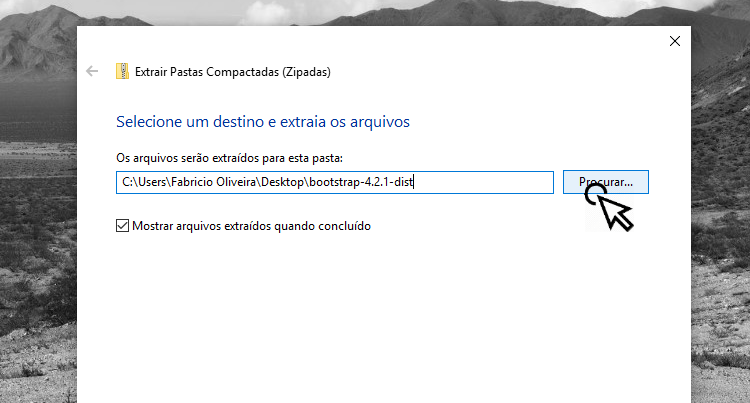 Extrair Pastas Compactadas (Zipadas)
Selecione um destino e extraia os arquivos
Os arquivos serão extraídos para esta pasta:
C:\Users\Fabricio Oliveira\Desktop\bootstrap-4.2.1-dist
Procurar...
Mostrar arquivos extraídos quando concluído